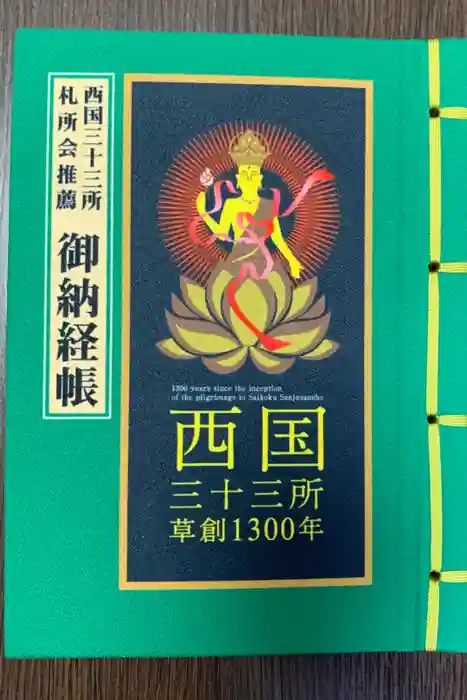 西国三十三所
札所会推薦
御納経帳
1300 years since the inception
of the pilgrimage to Saikoku Sanjusansho
西国
三十三所
草創1300年